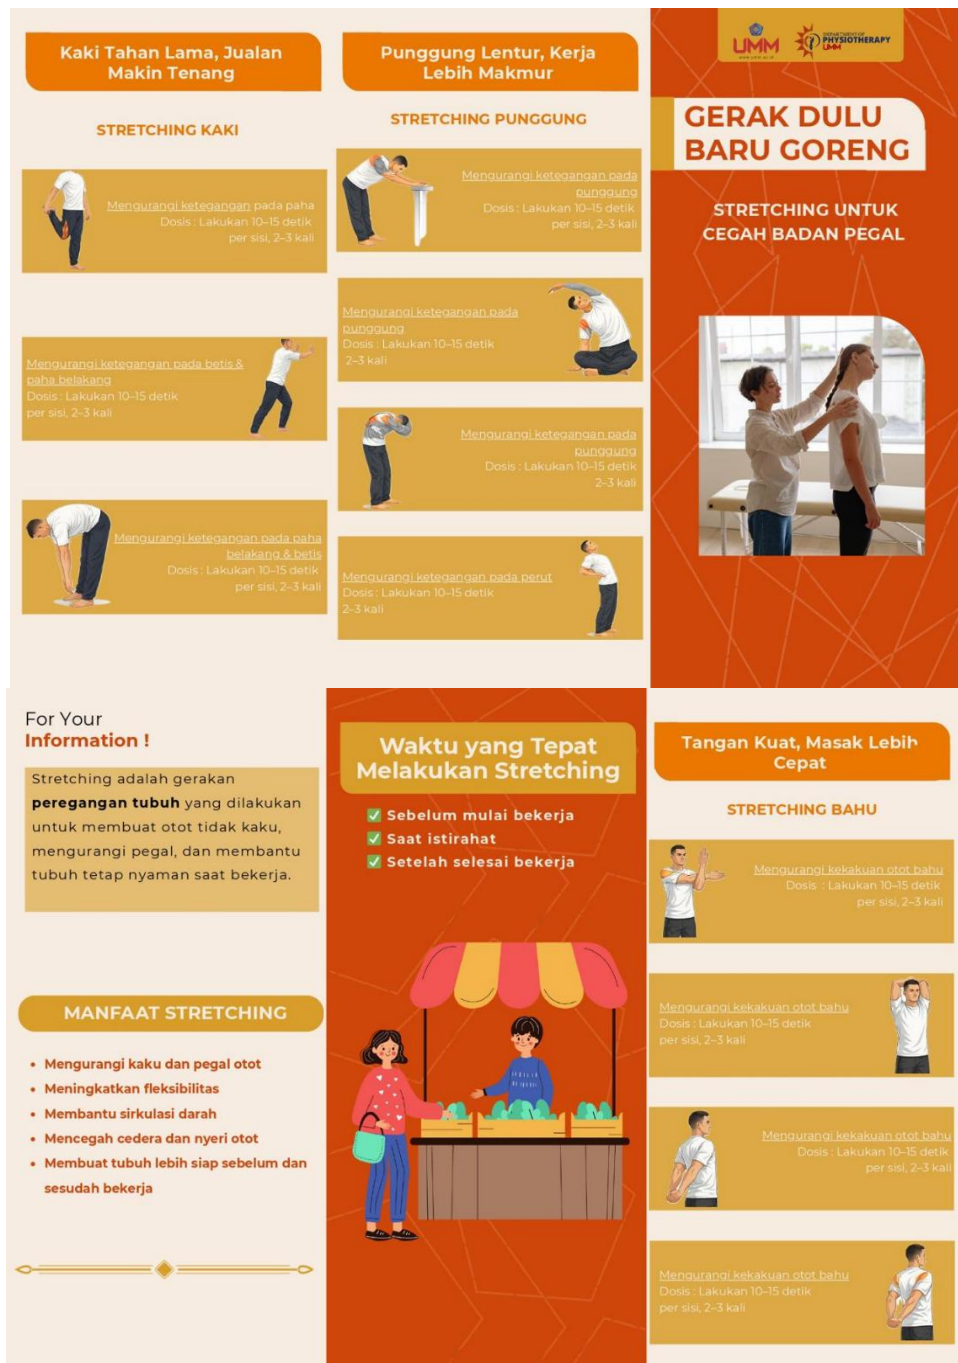 Kaki Tahan Lama, Jualan
Makin Tenang
STRETCHING KAKI
Mengurangi ketegangan pada paha
Dosis : Lakukan 10–15 detik
per sisi, 2–3 kali
Mengurangi ketegangan pada betis &
paha belakang
Dosis : Lakukan 10–15 detik
per sisi, 2–3 kali
Mengurangi ketegangan pada paha
belakang & betis
Dosis : Lakukan 10–15 detik
per sisi, 2–3 kali
Punggung Lentur, Kerja
Lebih Makmur
STRETCHING PUNGGUNG
Mengurangi ketegangan pada
punggung
Dosis : Lakukan 10–15 detik
per sisi, 2–3 kali
Mengurangi ketegangan pada
punggung
Dosis : Lakukan 10–15 detik
2–3 kali
Mengurangi ketegangan pada
punggung
Dosis : Lakukan 10–15 detik
2–3 kali
Mengurangi ketegangan pada perut
Dosis : Lakukan 10–15 detik
2–3 kali
UMM
www.umm.ac.id
DEPARTMENT OF
PHYSIOTHERAPY
UMM
GERAK DULU
BARU GORENG
STRETCHING UNTUK
CEGAH BADAN PEGAL
For Your
Information !
Stretching adalah gerakan
peregangan tubuh yang dilakukan
untuk membuat otot tidak kaku,
mengurangi pegal, dan membantu
tubuh tetap nyaman saat bekerja.
MANFAAT STRETCHING
• Mengurangi kaku dan pegal otot
• Meningkatkan fleksibilitas
• Membantu sirkulasi darah
• Mencegah cedera dan nyeri otot
• Membuat tubuh lebih siap sebelum dan
sesudah bekerja
Waktu yang Tepat
Melakukan Stretching
✅ Sebelum mulai bekerja
✅ Saat istirahat
✅ Setelah selesai bekerja
Tangan Kuat, Masak Lebih
Cepat
STRETCHING BAHU
Mengurangi kekakuan otot bahu
Dosis : Lakukan 10–15 detik
per sisi, 2–3 kali
Mengurangi kekakuan otot bahu
Dosis : Lakukan 10–15 detik
per sisi, 2–3 kali
Mengurangi kekakuan otot bahu
Dosis : Lakukan 10–15 detik
per sisi, 2–3 kali
Mengurangi kekakuan otot bahu
Dosis : Lakukan 10–15 detik
per sisi, 2–3 kali